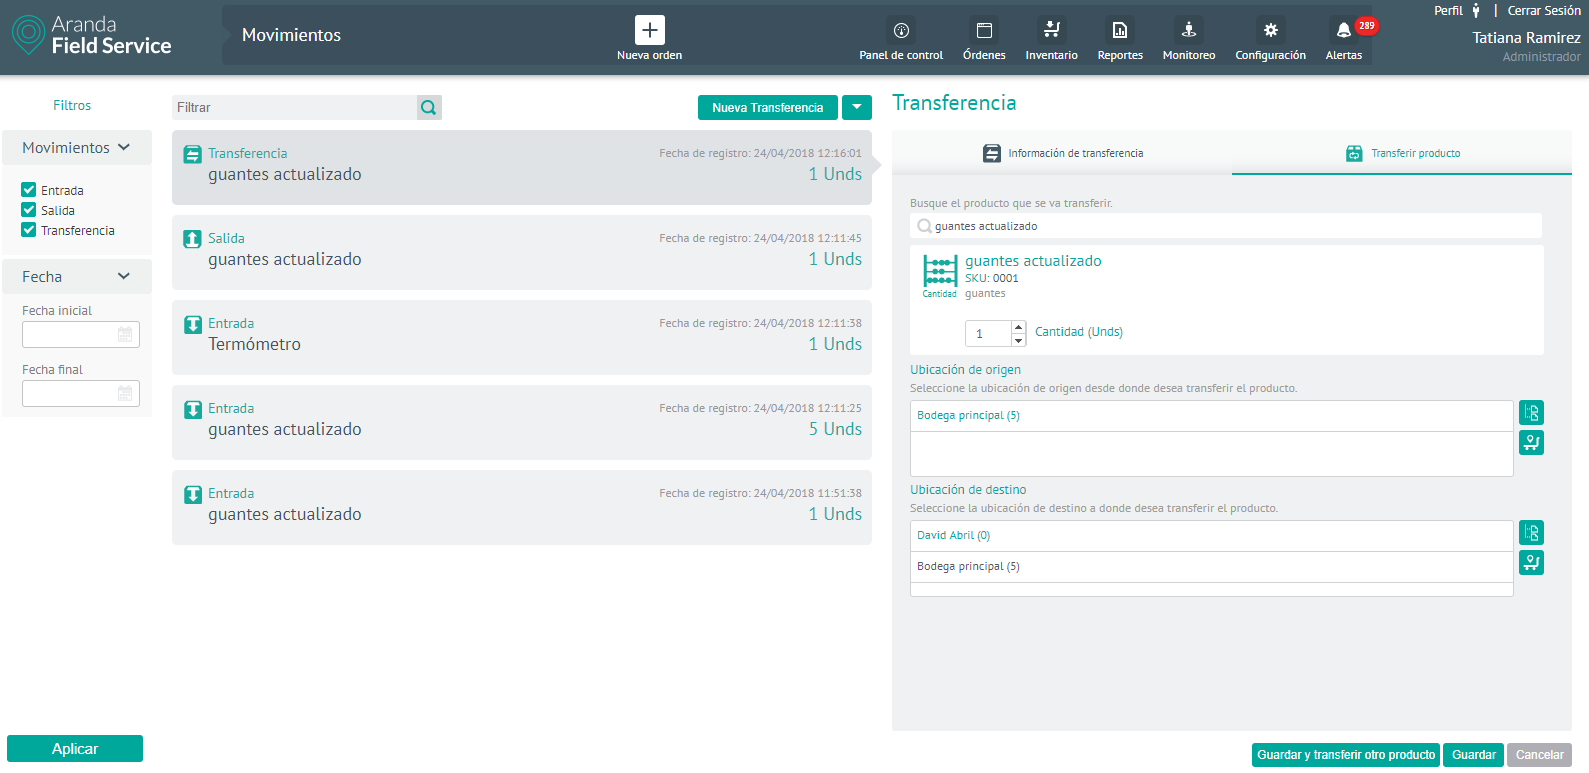 Aranda
Field Service
Movimientos
Nueva orden
Panel de control
Órdenes
Inventario
Reportes
Monitoreo
Configuración
Alertas
289
Perfil | Cerrar Sesión
Tatiana Ramirez
Administrador
Filtros
Movimientos
Entrada
Salida
Transferencia
Fecha
Fecha inicial
Fecha final
Aplicar
Filtrar
Nueva Transferencia
Transferencia Fecha de registro: 24/04/2018 12:16:01
guantes actualizado 1 Unds
Salida Fecha de registro: 24/04/2018 12:11:45
guantes actualizado 1 Unds
Entrada Fecha de registro: 24/04/2018 12:11:38
Termómetro 1 Unds
Entrada Fecha de registro: 24/04/2018 12:11:25
guantes actualizado 5 Unds
Entrada Fecha de registro: 24/04/2018 11:51:38
guantes actualizado 1 Unds
Transferencia
Información de transferencia
Transferir producto
Busque el producto que se va transferir.
guantes actualizado
guantes actualizado
SKU: 0001
Cantidad guantes
1 Cantidad (Unds)
Ubicación de origen
Seleccione la ubicación de origen desde donde desea transferir el producto.
Bodega principal (5)
Ubicación de destino
Seleccione la ubicación de destino a donde desea transferir el producto.
David Abril (0)
Bodega principal (5)
Guardar y transferir otro producto
Guardar
Cancelar